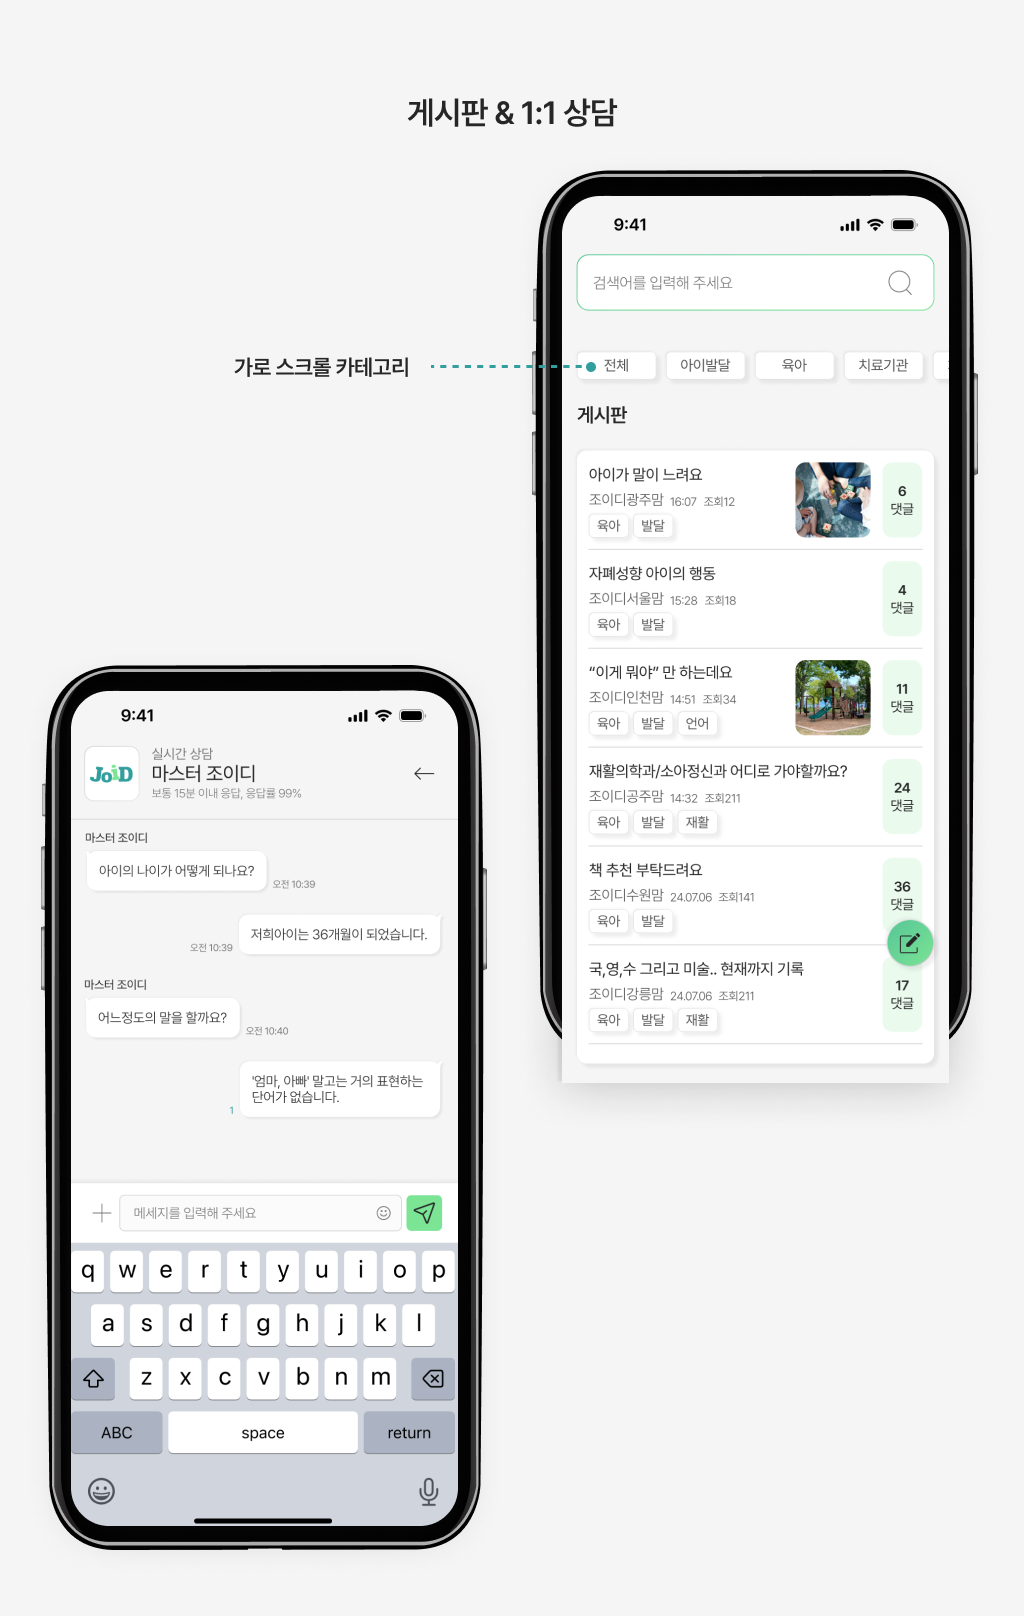 게시판 & 1:1 상담
9:41
검색어를 입력해 주세요
가로 스크롤 카테고리
전체
아이발달
육아
치료기관
게시판
아이가 말이 느려요
조이디광주맘 16:07 조회12
육아 발달
6
댓글
자폐성향 아이의 행동
조이디서울맘 15:28 조회18
육아 발달
4
댓글
“이게 뭐야” 만 하는데요
조이디인천맘 14:51 조회34
육아 발달 언어
11
댓글
재활의학과/소아정신과 어디로 가야할까요?
조이디공주맘 14:32 조회211
육아 발달 재활
24
댓글
책 추천 부탁드려요
조이디수원맘 24.07.06 조회141
육아 발달
36
댓글
국,영,수 그리고 미술.. 현재까지 기록
조이디강릉맘 24.07.06 조회211
육아 발달 재활
17
댓글
9:41
JoiD
실시간 상담
마스터 조이디
보통 15분 이내 응답, 응답률 99%
마스터 조이디
아이의 나이가 어떻게 되나요?
오전 10:39
저희아이는 36개월이 되었습니다.
오전 10:39
마스터 조이디
어느정도의 말을 할까요?
오전 10:40
'엄마, 아빠' 말고는 거의 표현하는
단어가 없습니다.
1
메세지를 입력해 주세요
q w e r t y u i o p
a s d f g h j k l
z x c v b n m
ABC space return